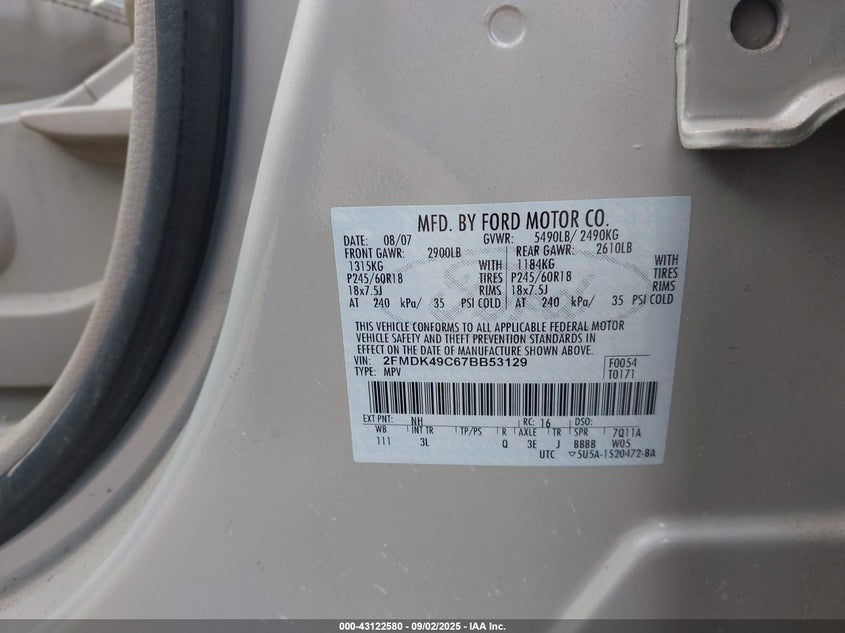 MFD. BY FORD MOTOR CO.
DATE: 08/07 GVWR: 5490LB/ 2490KG
FRONT GAWR: 2900LB REAR GAWR: 2610LB
1315KG WITH 1184KG WITH
P245/60R18 TIRES P245/60R18 TIRES
18x7.5J RIMS 18x7.5J RIMS
AT 240 kPa/ 35 PSI COLD AT 240 kPa/ 35 PSI COLD
THIS VEHICLE CONFORMS TO ALL APPLICABLE FEDERAL MOTOR
VEHICLE SAFETY AND THEFT PREVENTION STANDARDS IN
EFFECT ON THE DATE OF MANUFACTURE SHOWN ABOVE.
VIN: 2FMDK49C67BB53129 F0054
TYPE: MPV T0171
EXT PNT: NH RC: 16 DSO:
WB INT TR TP/PS R AXLE TR SPR 7Q11A
111 3L Q 3E J BBBB W05
UTC ▽5U5A-1520472-BA
000-43122580 - 09/02/2025 - IAA Inc.